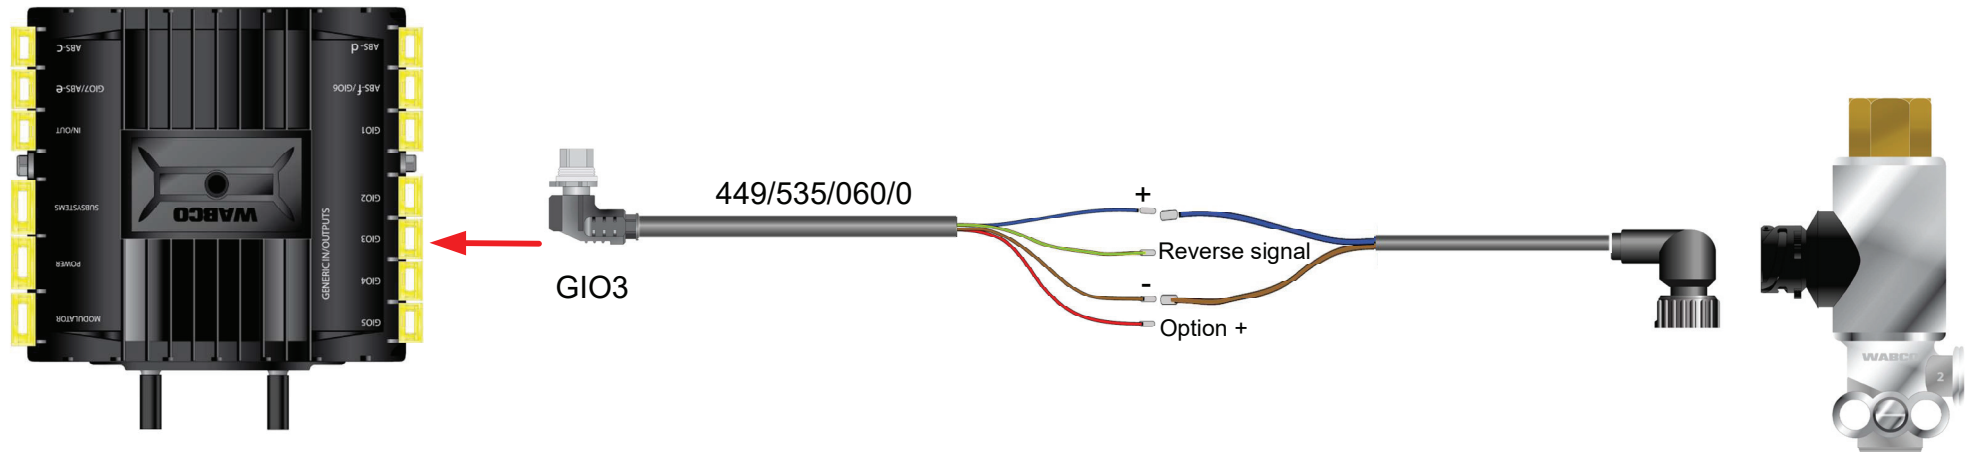 ABS-C
GIO7/ABS-e
IN/OUT
SUBSYSTEMS
POWER
MODULATOR
WABCO
ABS-d
ABS-f/GIO6
GIO1
GIO2
GIO3
GIO4
GIO5
GENERIC IN/OUTPUTS
449/535/060/0
GIO3
+
Reverse signal
-
Option +
WABCO
2